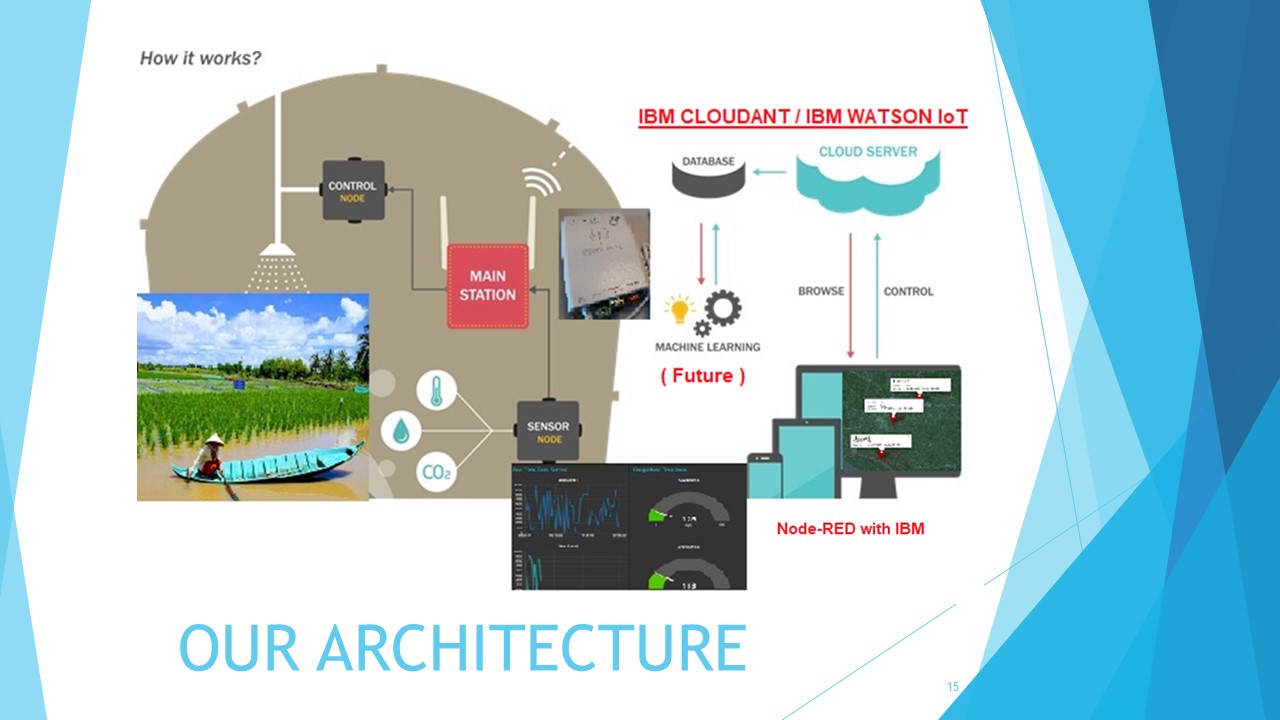 How it works?
IBM CLOUDANT / IBM WATSON IoT
DATABASE
CLOUD SERVER
CONTROL
NODE
MAIN
STATION
BROWSE
CONTROL
MACHINE LEARNING
( Future )
SENSOR
NODE
CO₂
Node-RED with IBM
OUR ARCHITECTURE
15